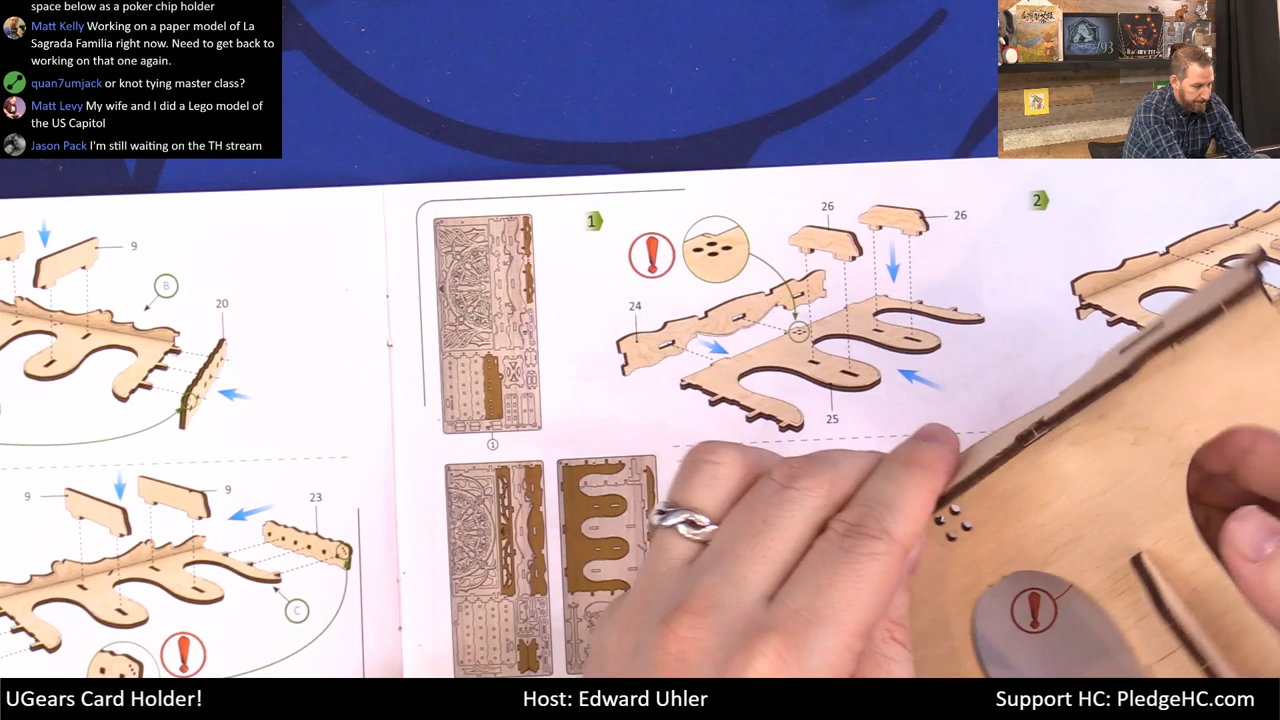 space below as a poker chip holder
Matt Kelly Working on a paper model of La
Sagrada Familia right now. Need to get back to
working on that one again.
quan7umjack or knot tying master class?
Matt Levy My wife and I did a Lego model of
the US Capitol
Jason Pack I'm still waiting on the TH stream
9
B
20
9
9
23
C
1
26
26
24
25
1
2
UGears Card Holder!
Host: Edward Uhler
Support HC: PledgeHC.com